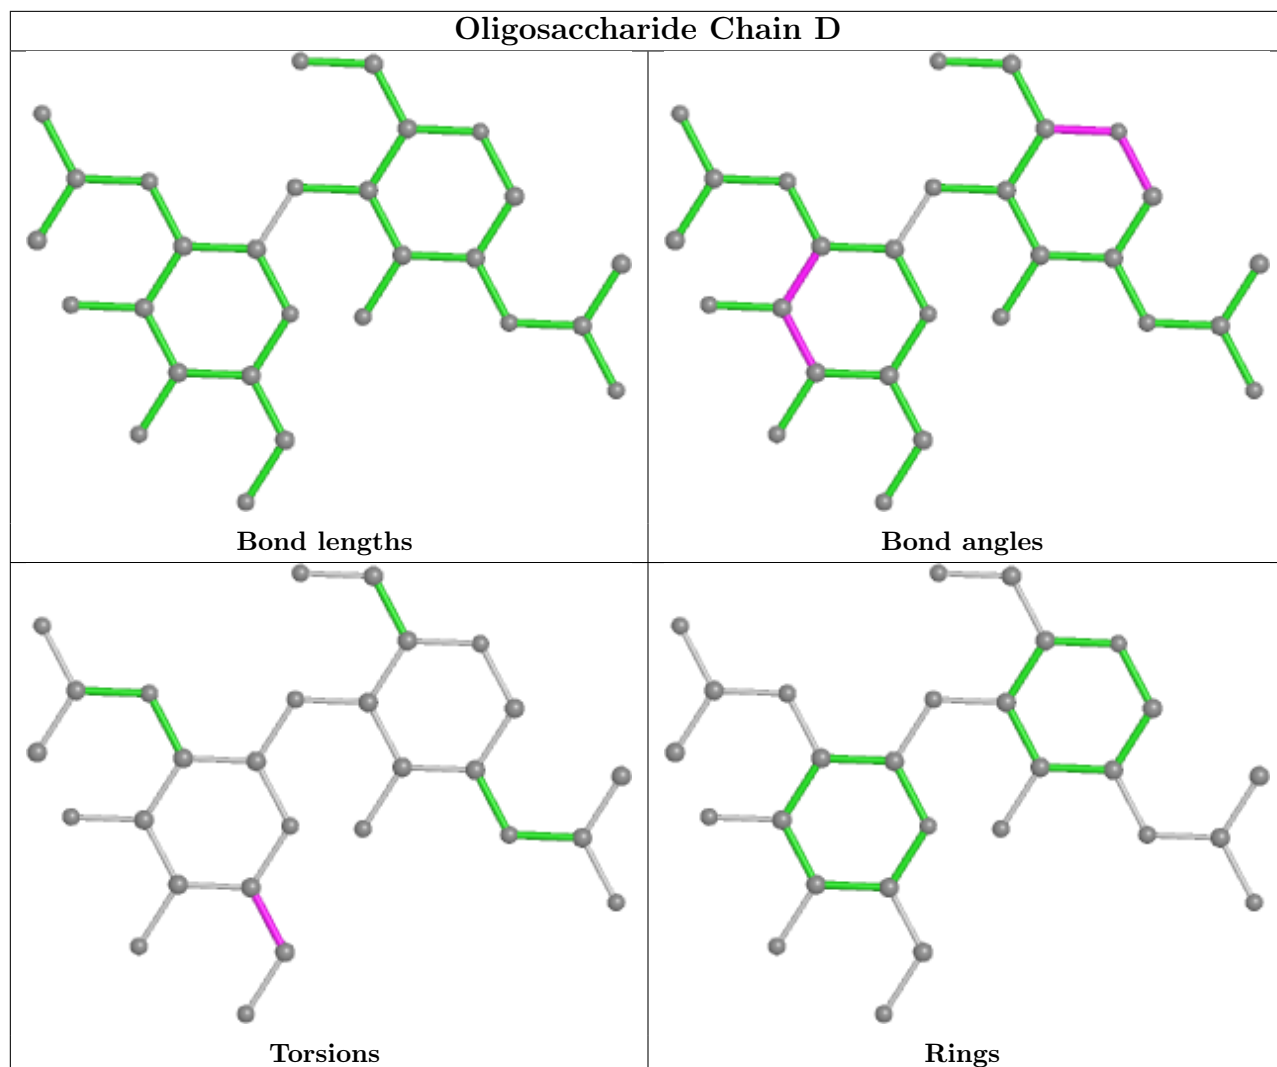 Oligosaccharide Chain D
Bond lengths
Bond angles
Torsions
Rings